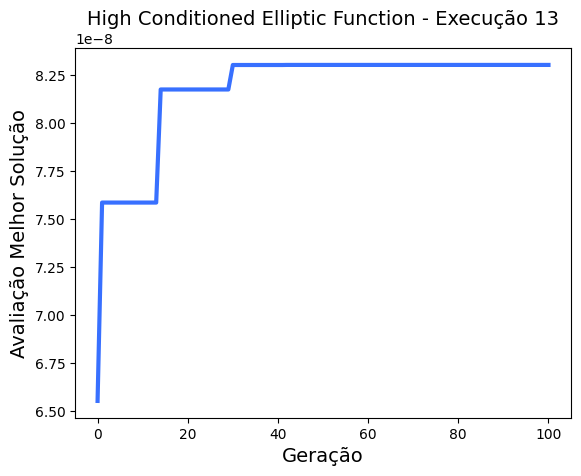 High Conditioned Elliptic Function - Execução 13
1e−8
8.25
8.00
7.75
7.50
7.25
7.00
6.75
6.50
Avaliação Melhor Solução
0 20 40 60 80 100
Geração